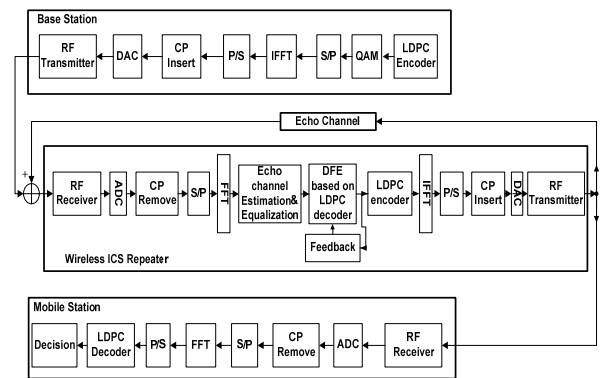 Base Station
RF Transmitter
DAC
CP Insert
P/S
IFFT
S/P
QAM
LDPC Encoder
Echo Channel
+
RF Receiver
ADC
CP Remove
S/P
FFT
Echo channel Estimation& Equalization
DFE based on LDPC decoder
LDPC encoder
IFFT
P/S
CP Insert
DAC
RF Transmitter
Feedback
Wireless ICS Repeater
Mobile Station
Decision
LDPC Decoder
P/S
FFT
S/P
CP Remove
ADC
RF Receiver